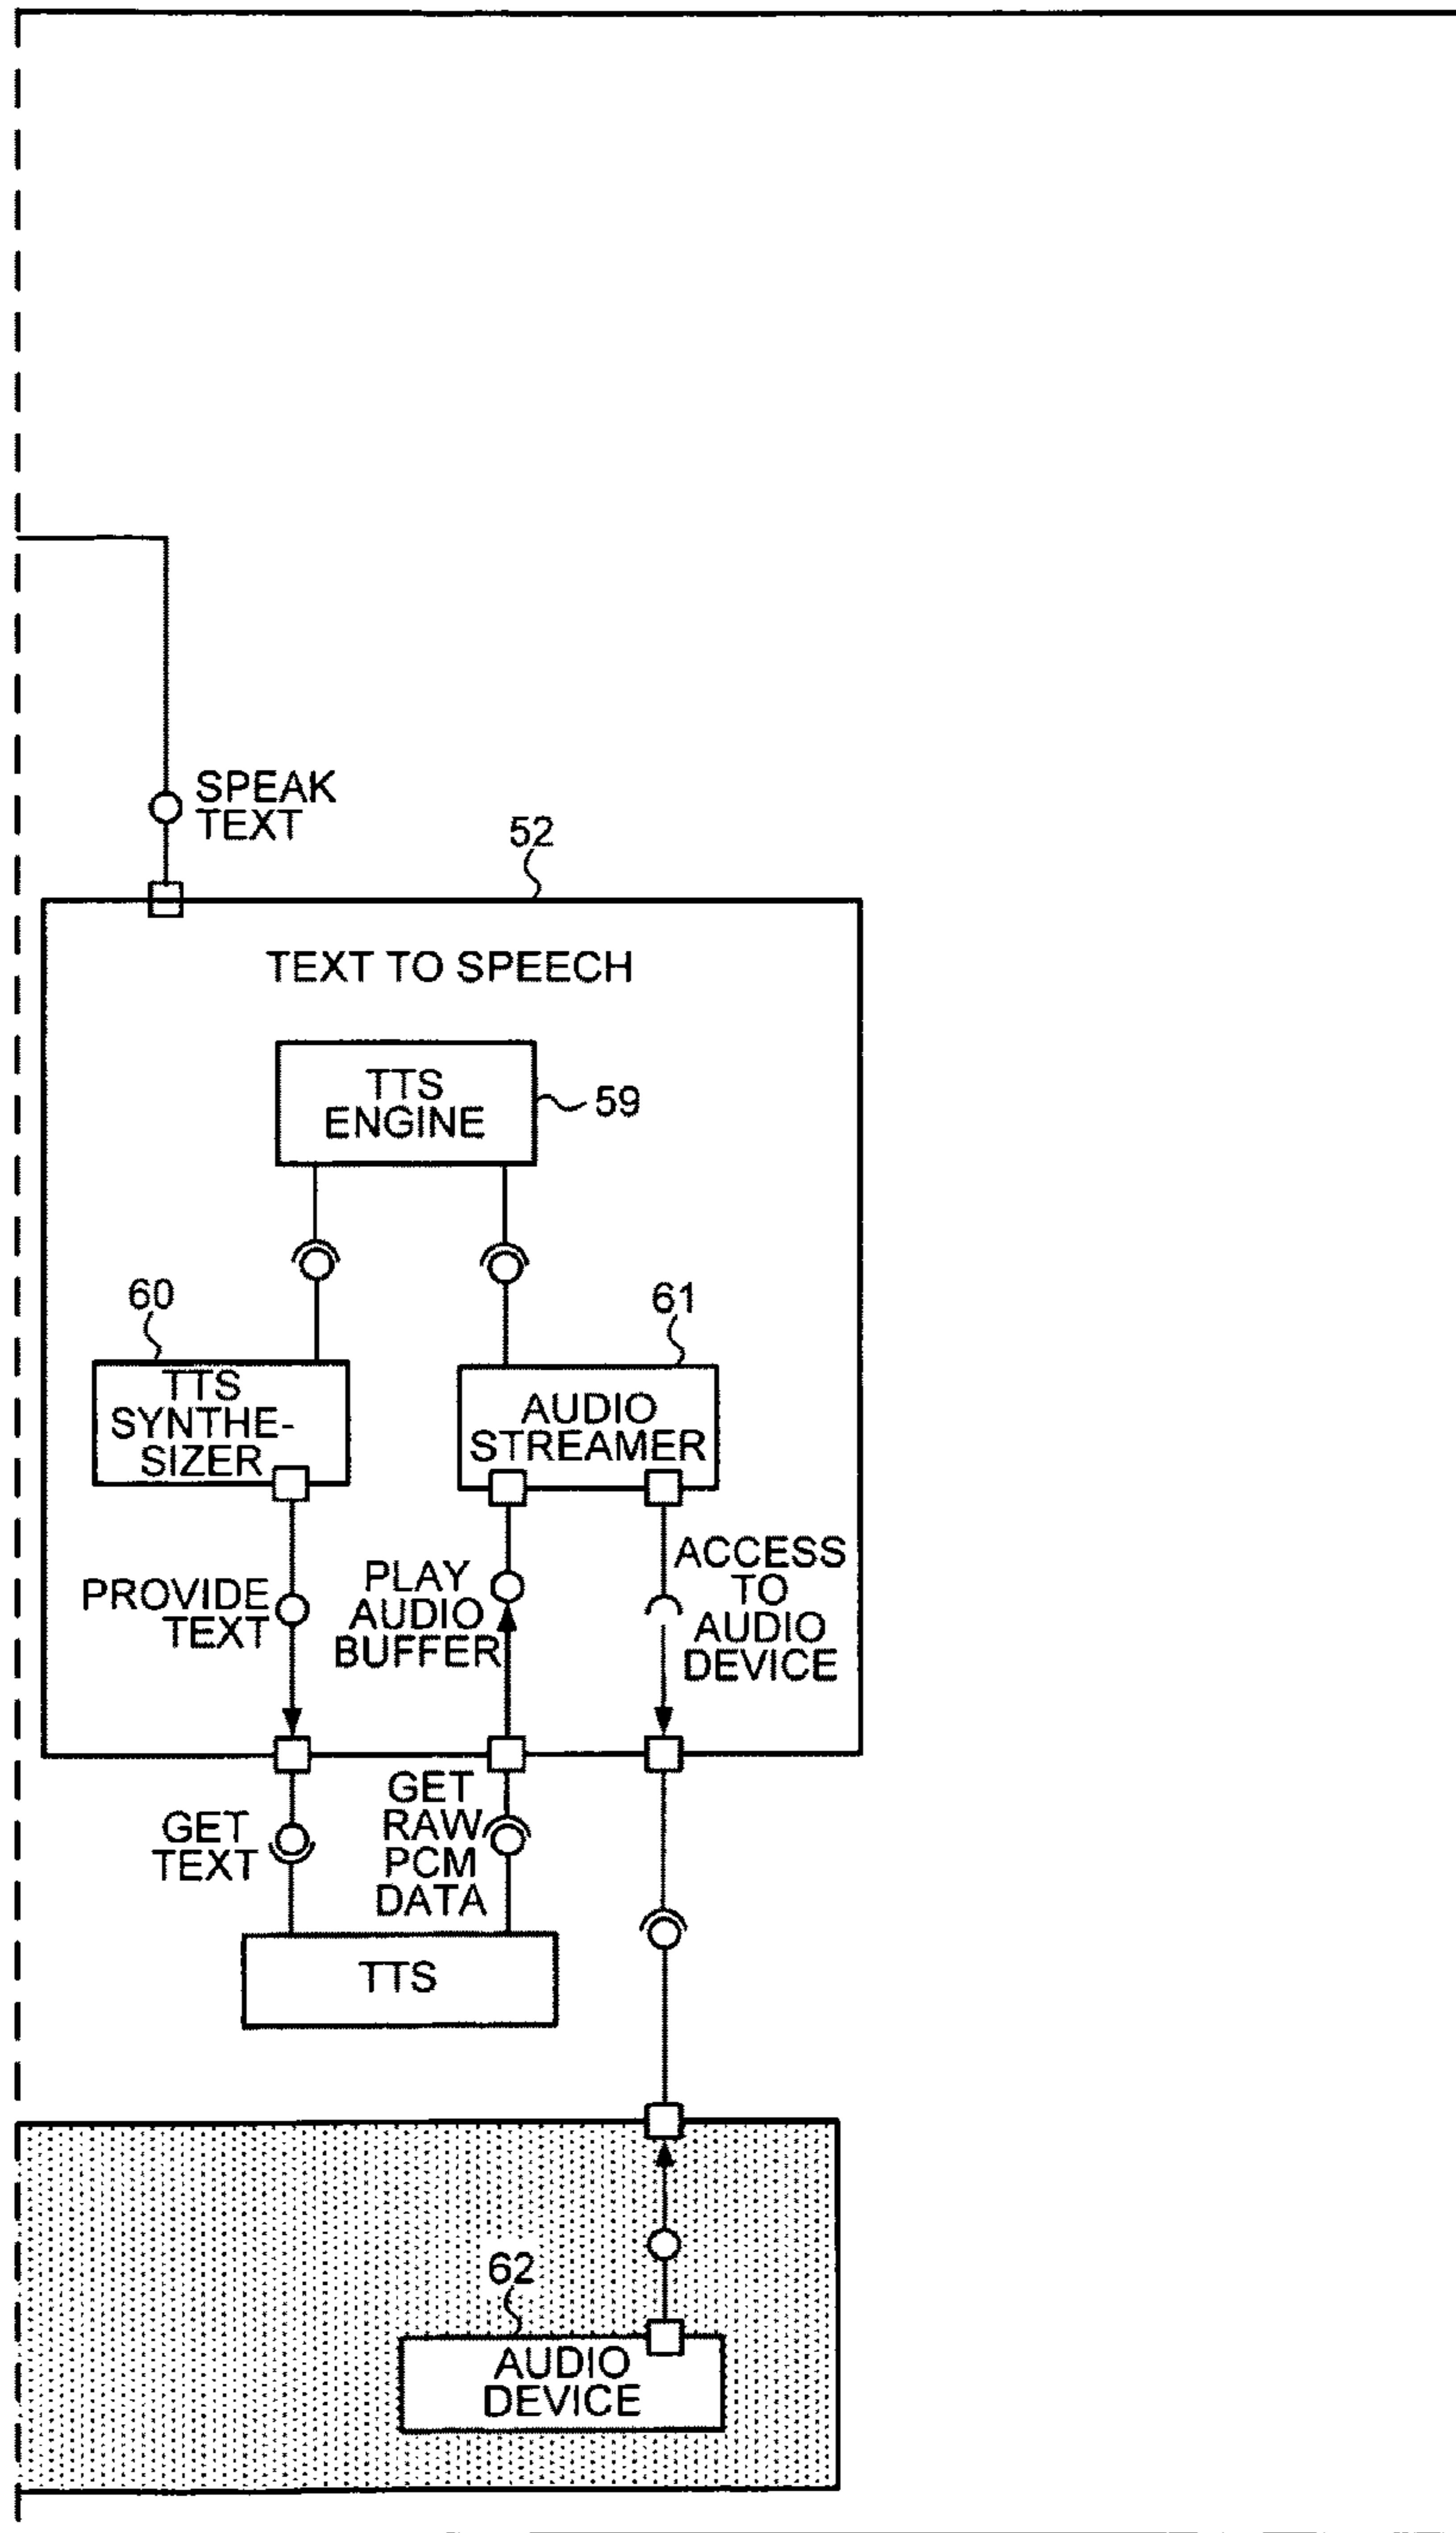 SPEAK
TEXT
52
TEXT TO SPEECH
TTS
ENGINE
59
60
61
TTS
SYNTHE-
SIZER
AUDIO
STREAMER
PROVIDE
TEXT
PLAY
AUDIO
BUFFER
ACCESS
TO
AUDIO
DEVICE
GET
TEXT
GET
RAW
PCM
DATA
TTS
62
AUDIO
DEVICE